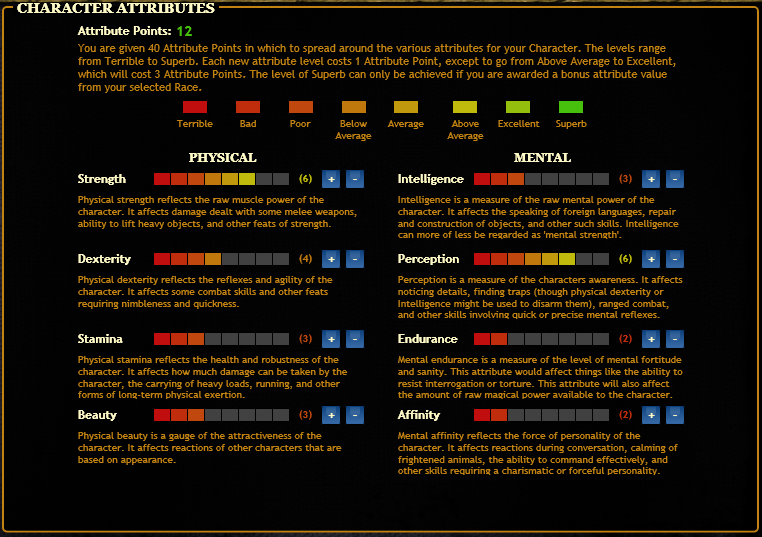 CHARACTER ATTRIBUTES
Attribute Points: 12
You are given 40 Attribute Points in which to spread around the various attributes for your Character. The levels range
from Terrible to Superb. Each new attribute level costs 1 Attribute Point, except to go from Above Average to Excellent,
which will cost 3 Attribute Points. The level of Superb can only be achieved if you are awarded a bonus attribute value
from your selected Race.
Terrible
Bad
Poor
Below
Average
Average
Above
Average
Excellent
Superb
PHYSICAL
Strength (6) + -
Physical strength reflects the raw muscle power of the
character. It affects damage dealt with some melee weapons,
ability to lift heavy objects, and other feats of strength.
Dexterity (4) + -
Physical dexterity reflects the reflexes and agility of the
character. It affects some combat skills and other feats
requiring nimbleness and quickness.
Stamina (3) + -
Physical stamina reflects the health and robustness of the
character. It affects how much damage can be taken by the
character, the carrying of heavy loads, running, and other
forms of long-term physical exertion.
Beauty (3) + -
Physical beauty is a gauge of the attractiveness of the
character. It affects reactions of other characters that are
based on appearance.
MENTAL
Intelligence (3) + -
Intelligence is a measure of the raw mental power of the
character. It affects the speaking of foreign languages, repair
and construction of objects, and other such skills. Intelligence
can more of less be regarded as 'mental strength'.
Perception (6) + -
Perception is a measure of the characters awareness. It affects
noticing details, finding traps (though physical dexterity or
Intelligence might be used to disarm them), ranged combat,
and other skills involving quick or precise mental reflexes.
Endurance (2) + -
Mental endurance is a measure of the level of mental fortitude
and sanity. This attribute would affect things like the ability to
resist interrogation or torture. This attribute will also affect
the amount of raw magical power available to the character.
Affinity (2) + -
Mental affinity reflects the force of personality of the
character. It affects reactions during conversation, calming of
frightened animals, the ability to command effectively, and
other skills requiring a charismatic or forceful personality.